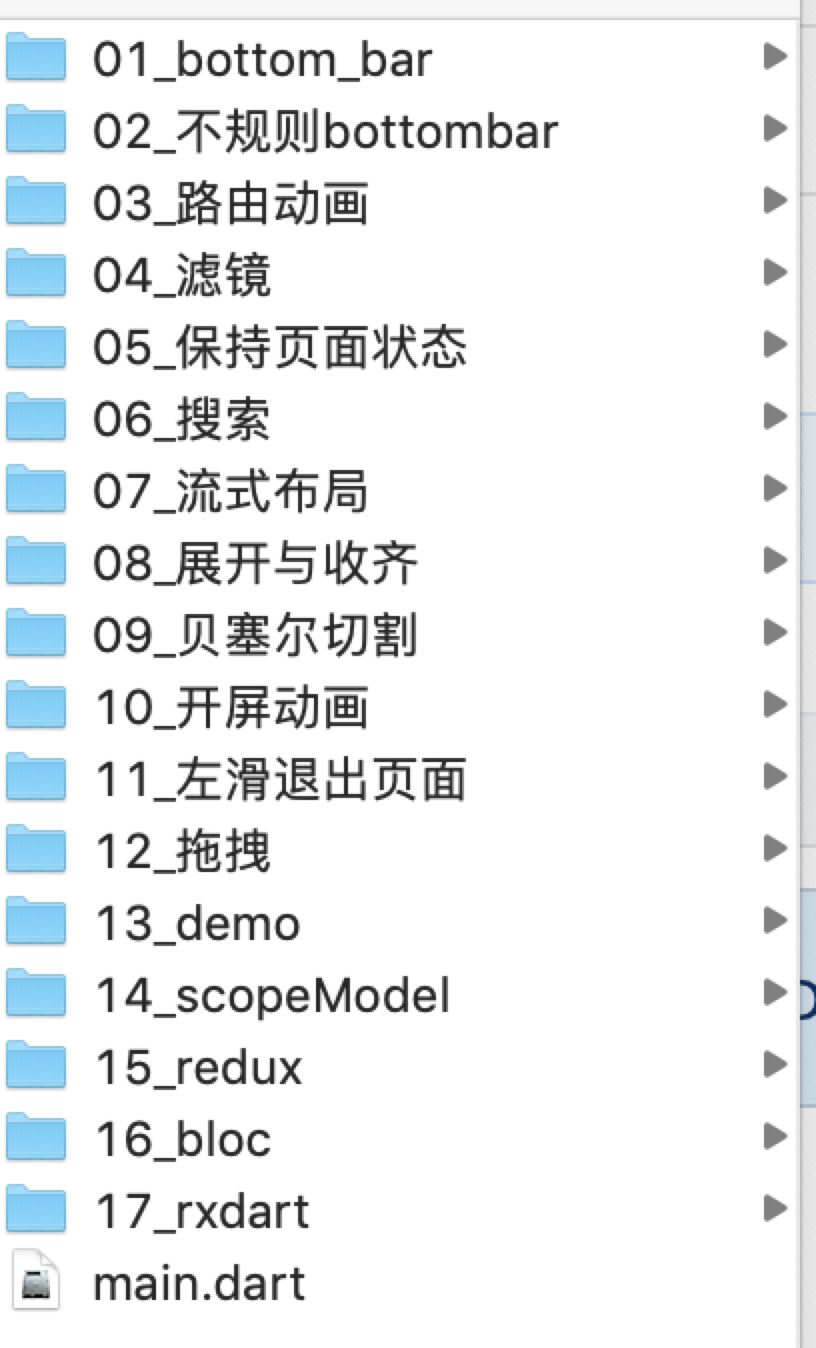 01_bottom_bar
02_不规则bottombar
03_路由动画
04_滤镜
05_保持页面状态
06_搜索
07_流式布局
08_展开与收齐
09_贝塞尔切割
10_开屏动画
11_左滑退出页面
12_拖拽
13_demo
14_scopeModel
15_redux
16_bloc
17_rxdart
main.dart